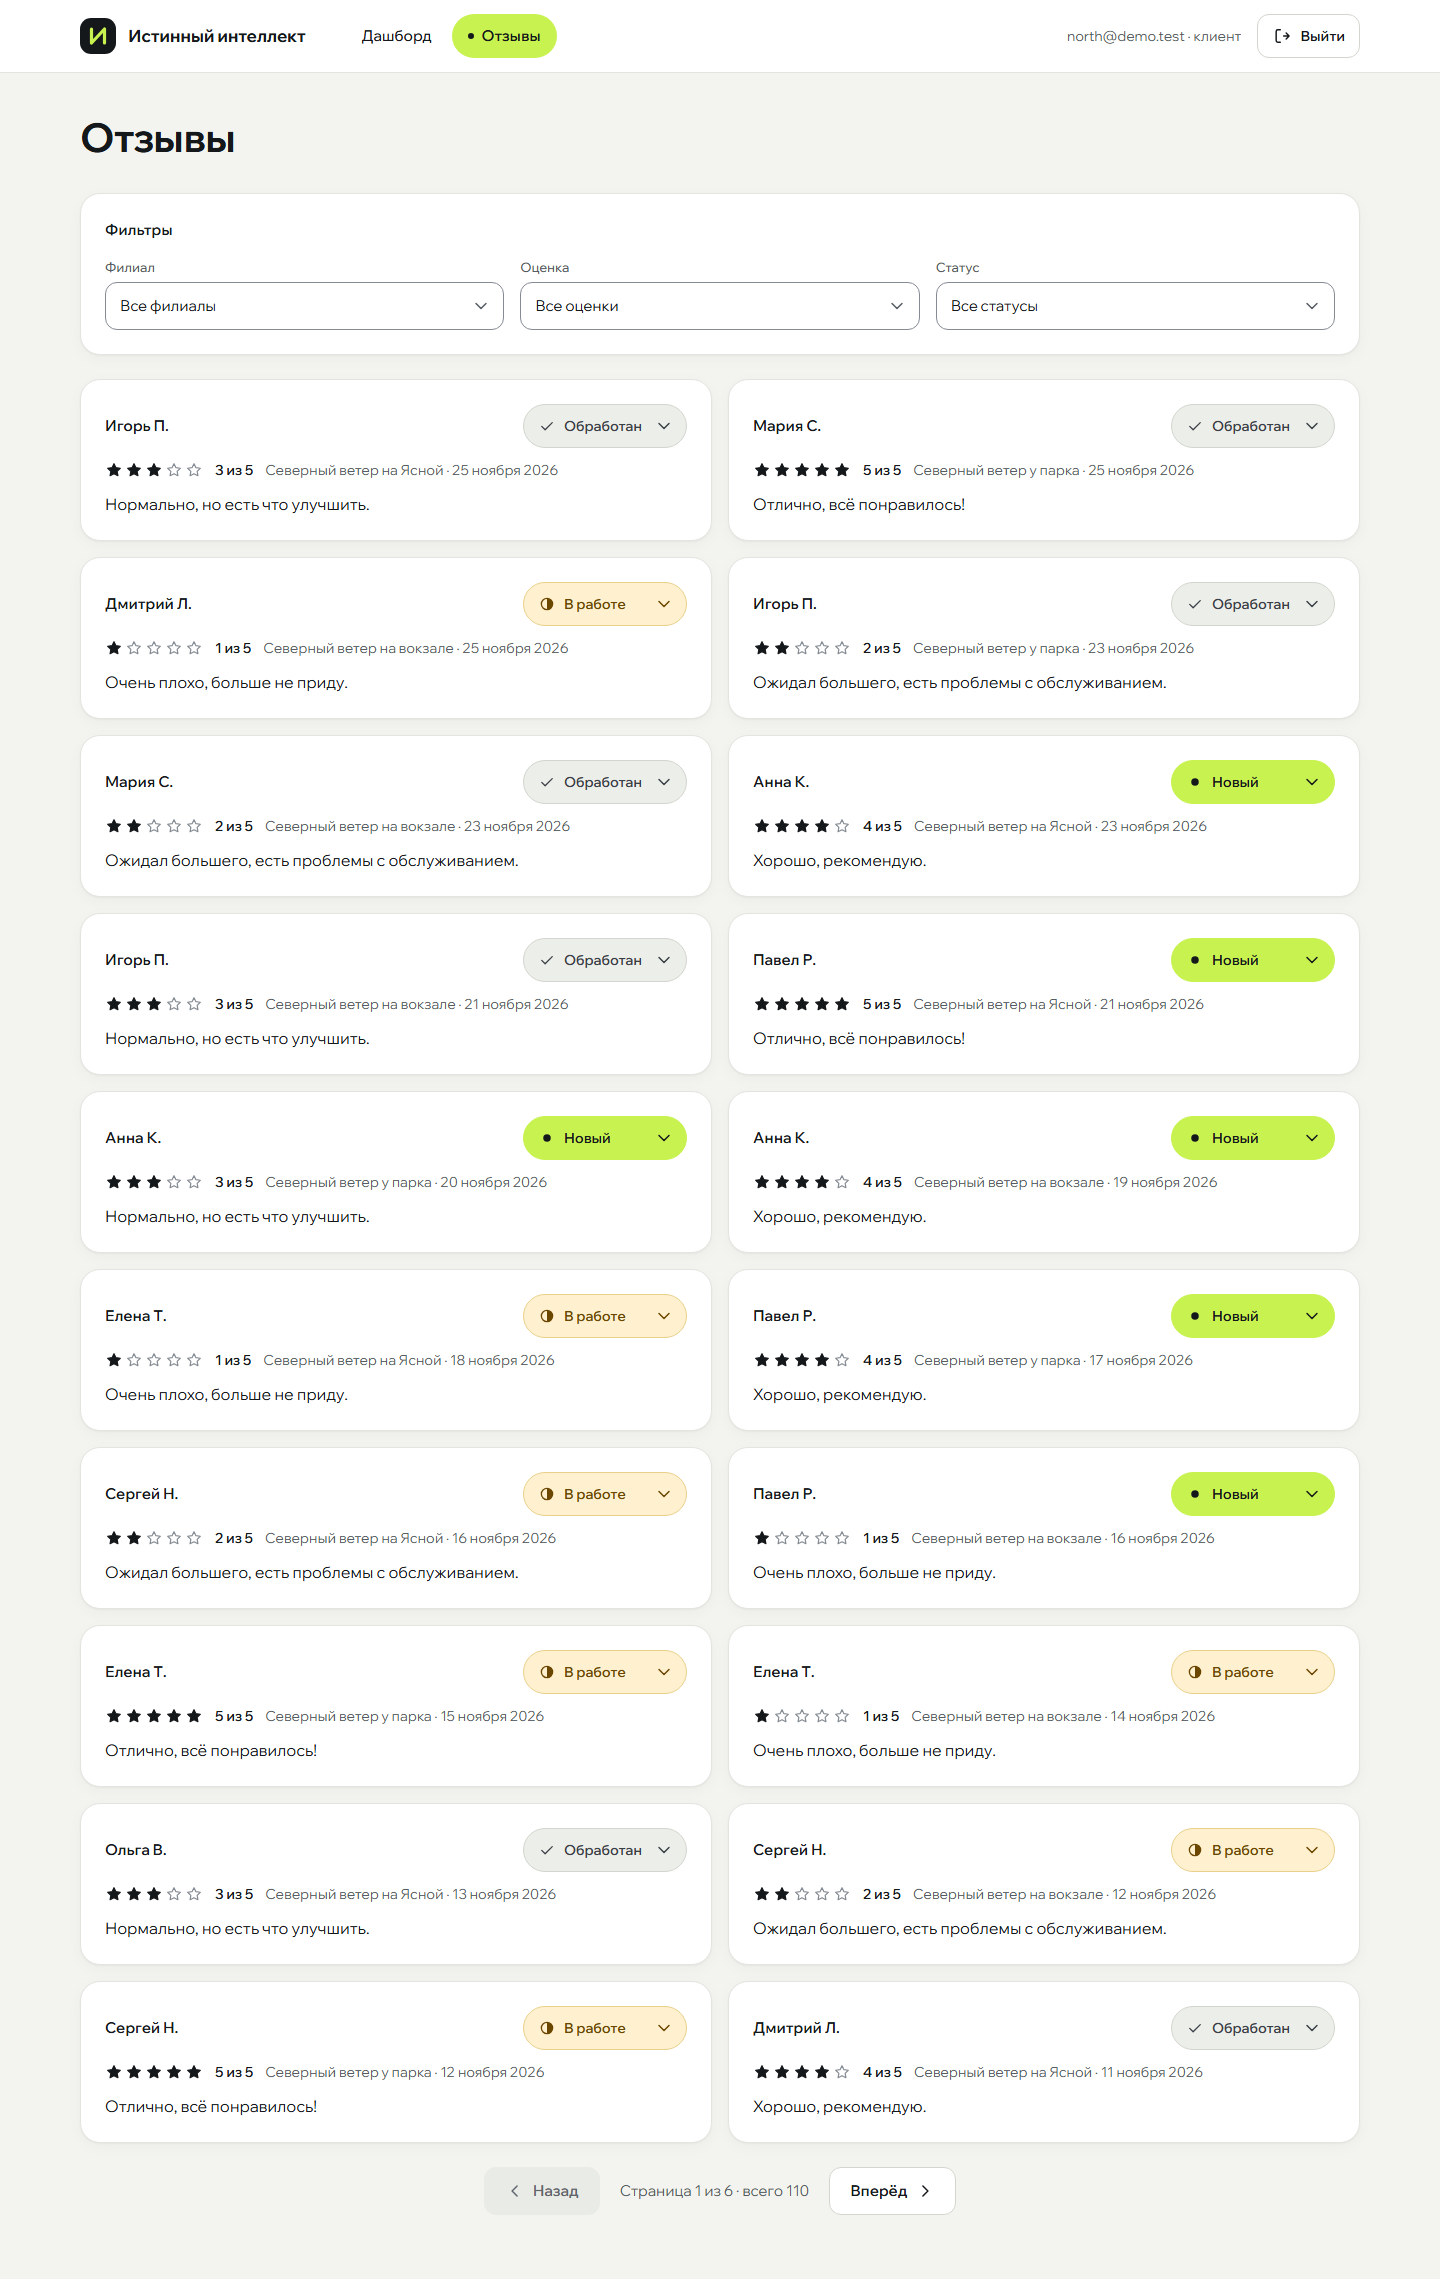 Истинный интеллект
Дашборд
Отзывы
north@demo.test · клиент
Выйти
Отзывы
Фильтры
Филиал
Оценка
Статус
Все филиалы
Все оценки
Все статусы
Игорь П.
Обработан
3 из 5 Северный ветер на Ясной · 25 ноября 2026
Нормально, но есть что улучшить.
Мария С.
Обработан
5 из 5 Северный ветер у парка · 25 ноября 2026
Отлично, всё понравилось!
Дмитрий Л.
В работе
1 из 5 Северный ветер на вокзале · 25 ноября 2026
Очень плохо, больше не приду.
Игорь П.
Обработан
2 из 5 Северный ветер у парка · 23 ноября 2026
Ожидал большего, есть проблемы с обслуживанием.
Мария С.
Обработан
2 из 5 Северный ветер на вокзале · 23 ноября 2026
Ожидал большего, есть проблемы с обслуживанием.
Анна К.
Новый
4 из 5 Северный ветер на Ясной · 23 ноября 2026
Хорошо, рекомендую.
Игорь П.
Обработан
3 из 5 Северный ветер на вокзале · 21 ноября 2026
Нормально, но есть что улучшить.
Павел Р.
Новый
5 из 5 Северный ветер на Ясной · 21 ноября 2026
Отлично, всё понравилось!
Анна К.
Новый
3 из 5 Северный ветер у парка · 20 ноября 2026
Нормально, но есть что улучшить.
Анна К.
Новый
4 из 5 Северный ветер на вокзале · 19 ноября 2026
Хорошо, рекомендую.
Елена Т.
В работе
1 из 5 Северный ветер на Ясной · 18 ноября 2026
Очень плохо, больше не приду.
Павел Р.
Новый
4 из 5 Северный ветер у парка · 17 ноября 2026
Хорошо, рекомендую.
Сергей Н.
В работе
2 из 5 Северный ветер на Ясной · 16 ноября 2026
Ожидал большего, есть проблемы с обслуживанием.
Павел Р.
Новый
1 из 5 Северный ветер на вокзале · 16 ноября 2026
Очень плохо, больше не приду.
Елена Т.
В работе
5 из 5 Северный ветер у парка · 15 ноября 2026
Отлично, всё понравилось!
Елена Т.
В работе
1 из 5 Северный ветер на вокзале · 14 ноября 2026
Очень плохо, больше не приду.
Ольга В.
Обработан
3 из 5 Северный ветер на Ясной · 13 ноября 2026
Нормально, но есть что улучшить.
Сергей Н.
В работе
2 из 5 Северный ветер на вокзале · 12 ноября 2026
Ожидал большего, есть проблемы с обслуживанием.
Сергей Н.
В работе
5 из 5 Северный ветер у парка · 12 ноября 2026
Отлично, всё понравилось!
Дмитрий Л.
Обработан
4 из 5 Северный ветер на Ясной · 11 ноября 2026
Хорошо, рекомендую.
Назад
Страница 1 из 6 · всего 110
Вперёд